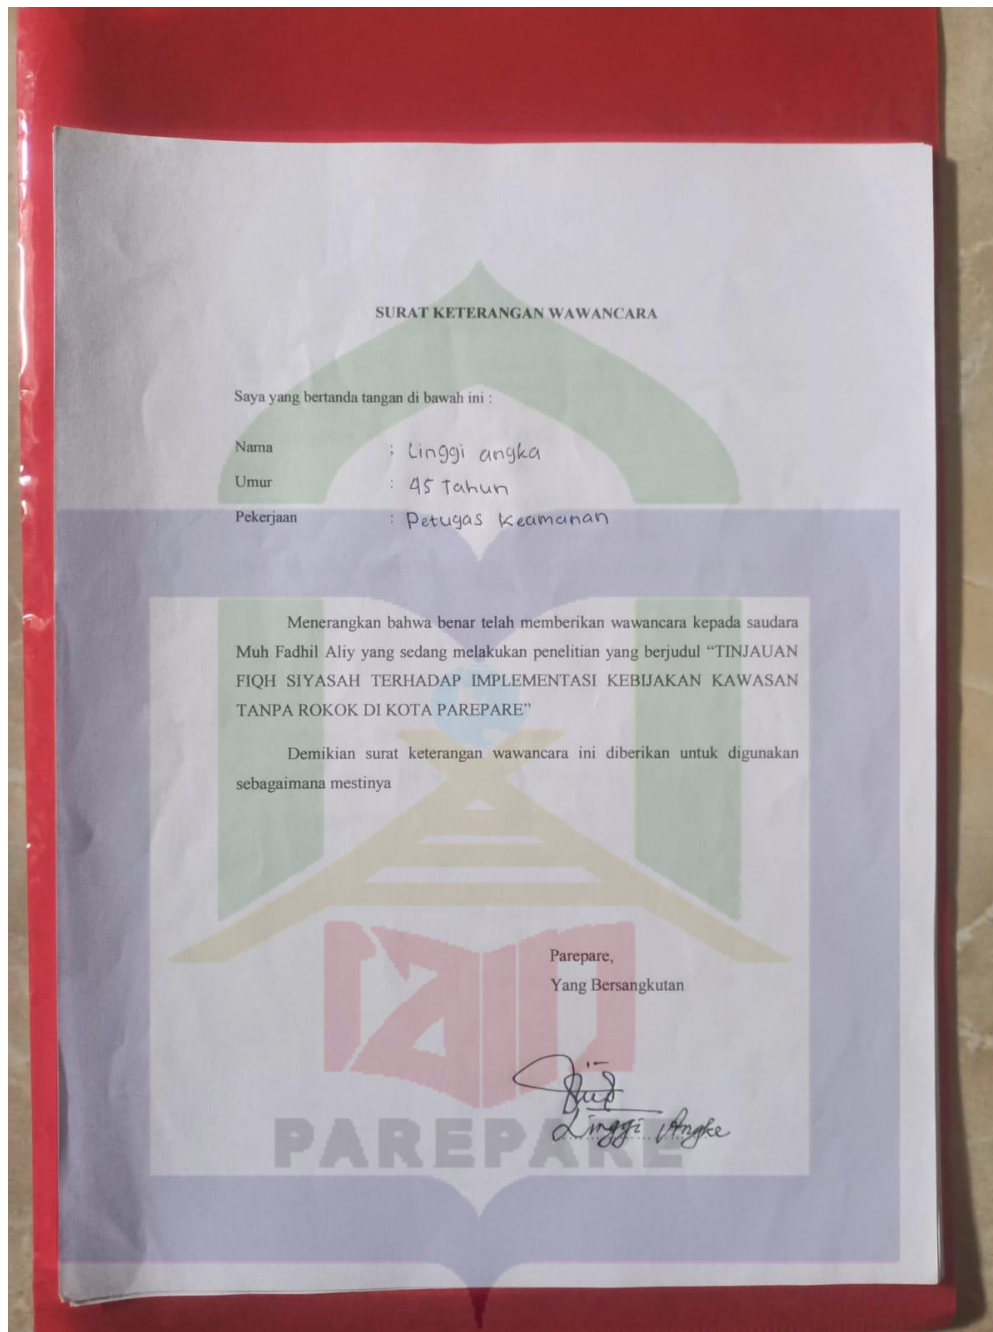 SURAT KETERANGAN WAWANCARA
Saya yang bertanda tangan di bawah ini :
Nama : Linggi angka
Umur : 45 Tahun
Pekerjaan : Petugas Keamanan
Menerangkan bahwa benar telah memberikan wawancara kepada saudara
Muh Fadhil Aliy yang sedang melakukan penelitian yang berjudul “TINJAUAN
FIQH SIYASAH TERHADAP IMPLEMENTASI KEBIJAKAN KAWASAN
TANPA ROKOK DI KOTA PAREPARE”
Demikian surat keterangan wawancara ini diberikan untuk digunakan
sebagaimana mestinya
Parepare,
Yang Bersangkutan
Linggi Angke
IAIN
PAREPARE